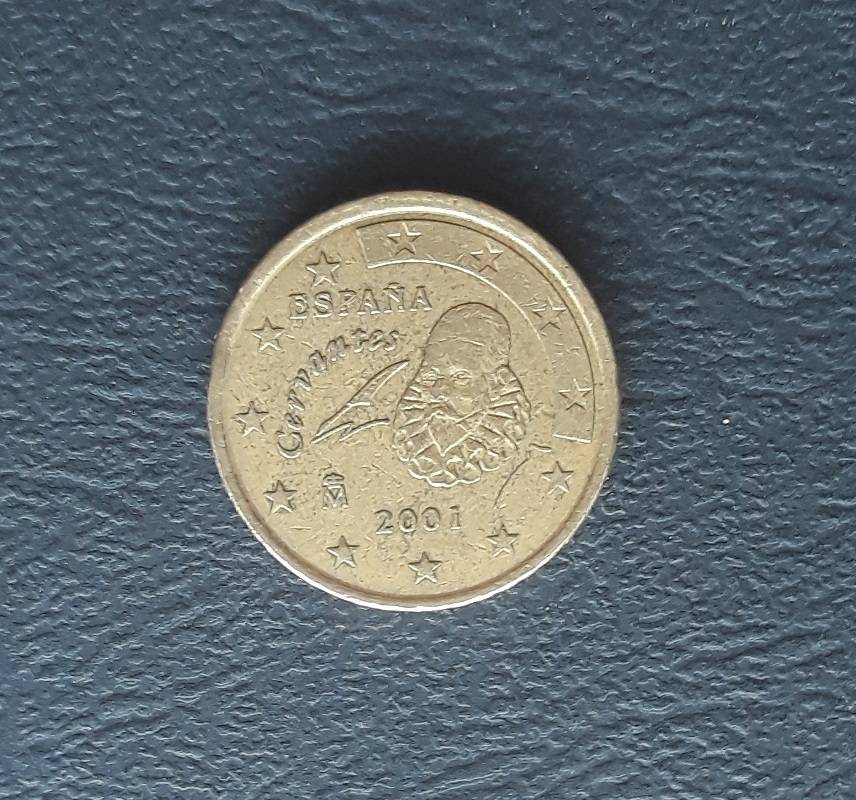 ESPAÑA
Cervantes
M
2001